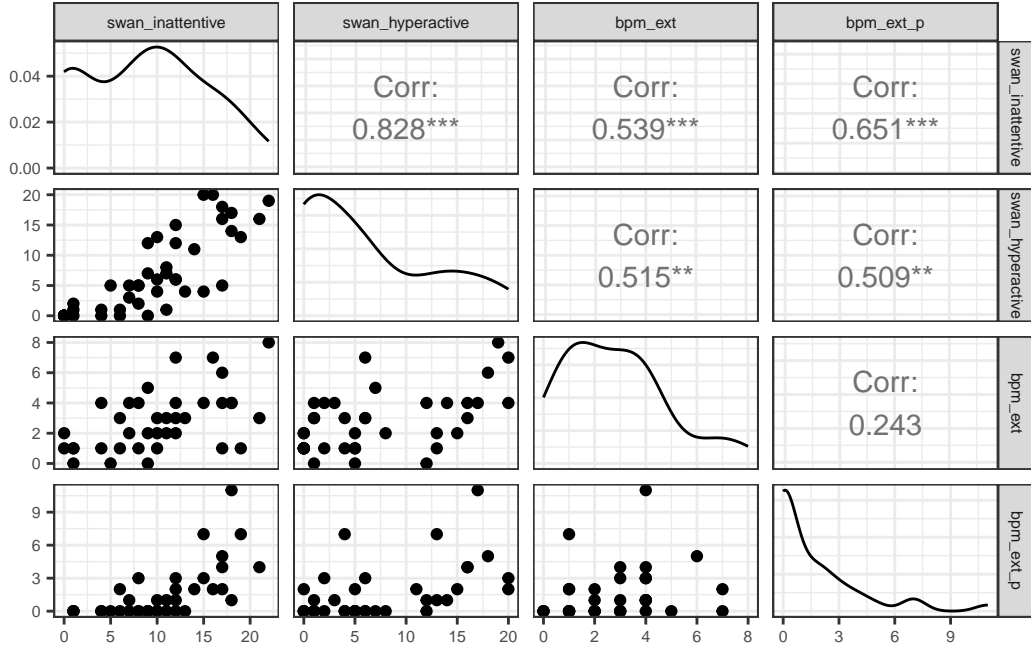 swan_inattentive swan_hyperactive bpm_ext bpm_ext_p
0.04
0.02
0.00
Corr:
0.828***
Corr:
0.539***
Corr:
0.651***
swan_inattentive
20
15
10
5
0
Corr:
0.515**
Corr:
0.509**
swan_hyperactive
8
6
4
2
0
Corr:
0.243
bpm_ext
9
6
3
0
bpm_ext_p
0 5 10 15 20
0 5 10 15 20
0 2 4 6 8
0 3 6 9